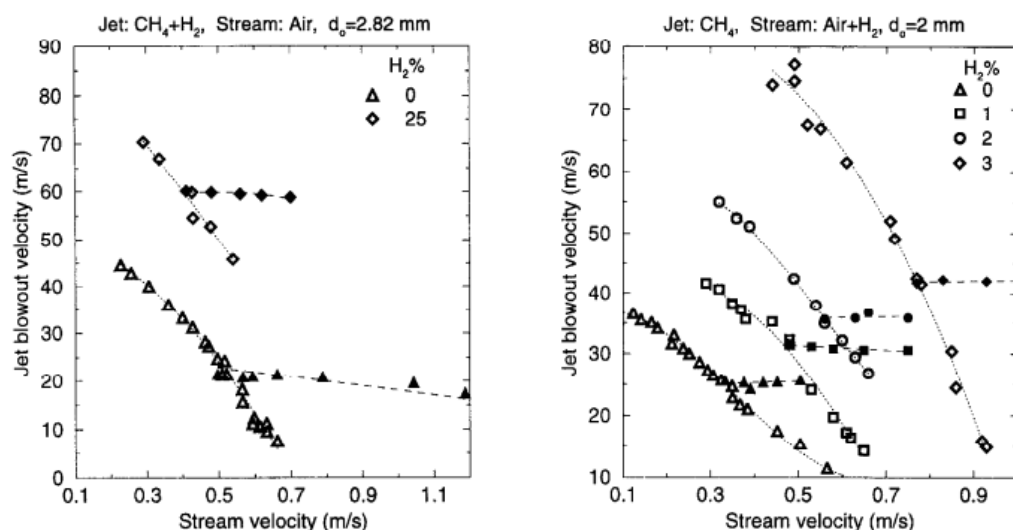 Jet: CH₄+H₂, Stream: Air, dₒ=2.82 mm
H₂%
0
25
90
80
70
60
50
40
30
20
10
0
Jet blowout velocity (m/s)
0.1 0.3 0.5 0.7 0.9 1.1
Stream velocity (m/s)
Jet: CH₄, Stream: Air+H₂, dₒ=2 mm
H₂%
0
1
2
3
80
70
60
50
40
30
20
10
Jet blowout velocity (m/s)
0.1 0.3 0.5 0.7 0.9
Stream velocity (m/s)